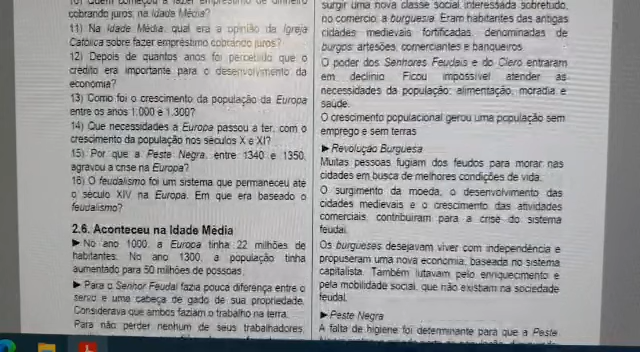 10) Quem começou a fazer empréstimo de dinheiro
cobrando juros, na Idade Média?
11) Na Idade Média, qual era a opinião da Igreja
Católica sobre fazer empréstimo cobrando juros?
12) Depois de quantos anos foi percebido que o
crédito era importante para o desenvolvimento da
economia?
13) Como foi o crescimento da população da Europa
entre os anos 1.000 e 1.300?
14) Que necessidades a Europa passou a ter, com o
crescimento da população nos séculos X e XI?
15) Por que a Peste Negra, entre 1340 e 1350,
agravou a crise na Europa?
16) O feudalismo foi um sistema que permaneceu até
o século XIV na Europa. Em que era baseado o
feudalismo?
2.6. Aconteceu na Idade Média
►No ano 1000, a Europa tinha 22 milhões de
habitantes. No ano 1300, a população tinha
aumentado para 50 milhões de pessoas.
►Para o Senhor Feudal fazia pouca diferença entre o
servo e uma cabeça de gado de sua propriedade.
Considerava que ambos faziam o trabalho na terra.
Para não perder nenhum de seus trabalhadores,
surgir uma nova classe social, interessada sobretudo,
no comércio, a burguesia. Eram habitantes das antigas
cidades medievais fortificadas, denominadas de
burgos: artesões, comerciantes e banqueiros.
O poder dos Senhores Feudais e do Clero entraram
em declínio. Ficou impossível atender as
necessidades da população: alimentação, moradia e
saúde.
O crescimento populacional gerou uma população sem
emprego e sem terras.
►Revolução Burguesa
Muitas pessoas fugiam dos feudos para morar nas
cidades em busca de melhores condições de vida.
O surgimento da moeda, o desenvolvimento das
cidades medievais e o crescimento das atividades
comerciais, contribuíram para a crise do sistema
feudal.
Os burgueses desejavam viver com independência e
propuseram uma nova economia, baseada no sistema
capitalista. Também lutavam pelo enriquecimento e
pela mobilidade social, que não existiam na sociedade
feudal.
►Peste Negra
A falta de higiene foi determinante para que a Peste